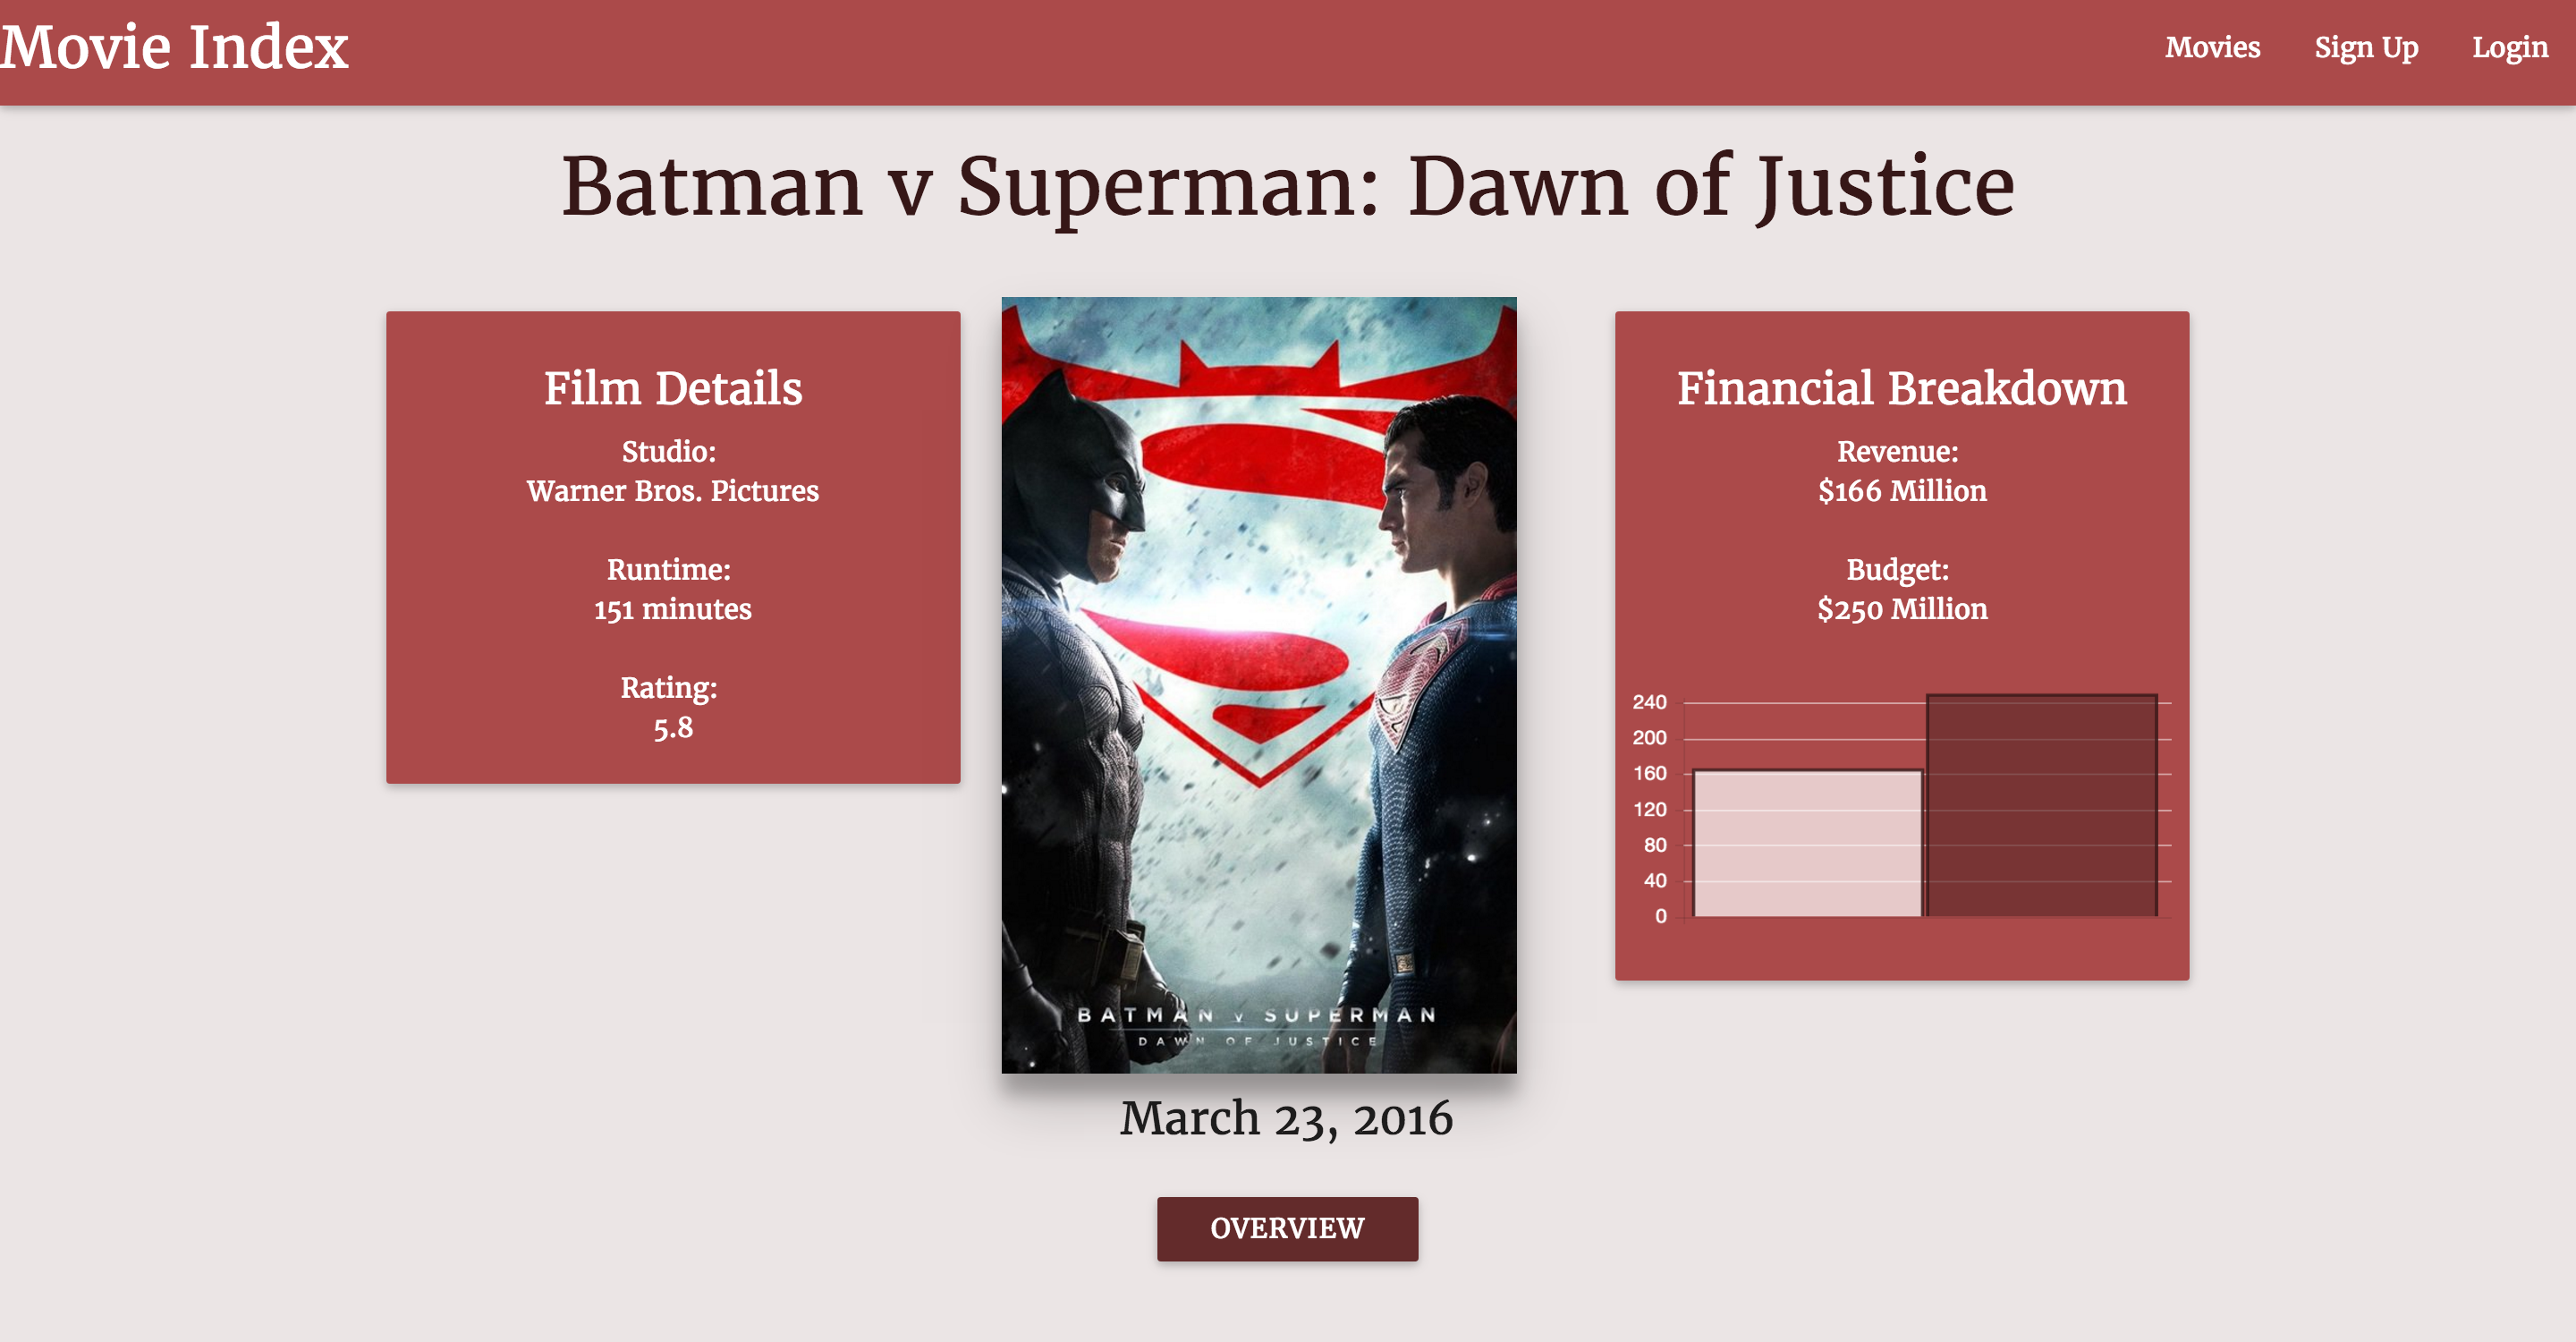 Movie Index
Movies
Sign Up
Login
Batman v Superman: Dawn of Justice
Film Details
Studio:
Warner Bros. Pictures
Runtime:
151 minutes
Rating:
5.8
BATMAN v SUPERMAN
DAWN OF JUSTICE
March 23, 2016
OVERVIEW
Financial Breakdown
Revenue:
$166 Million
Budget:
$250 Million
240
200
160
120
80
40
0